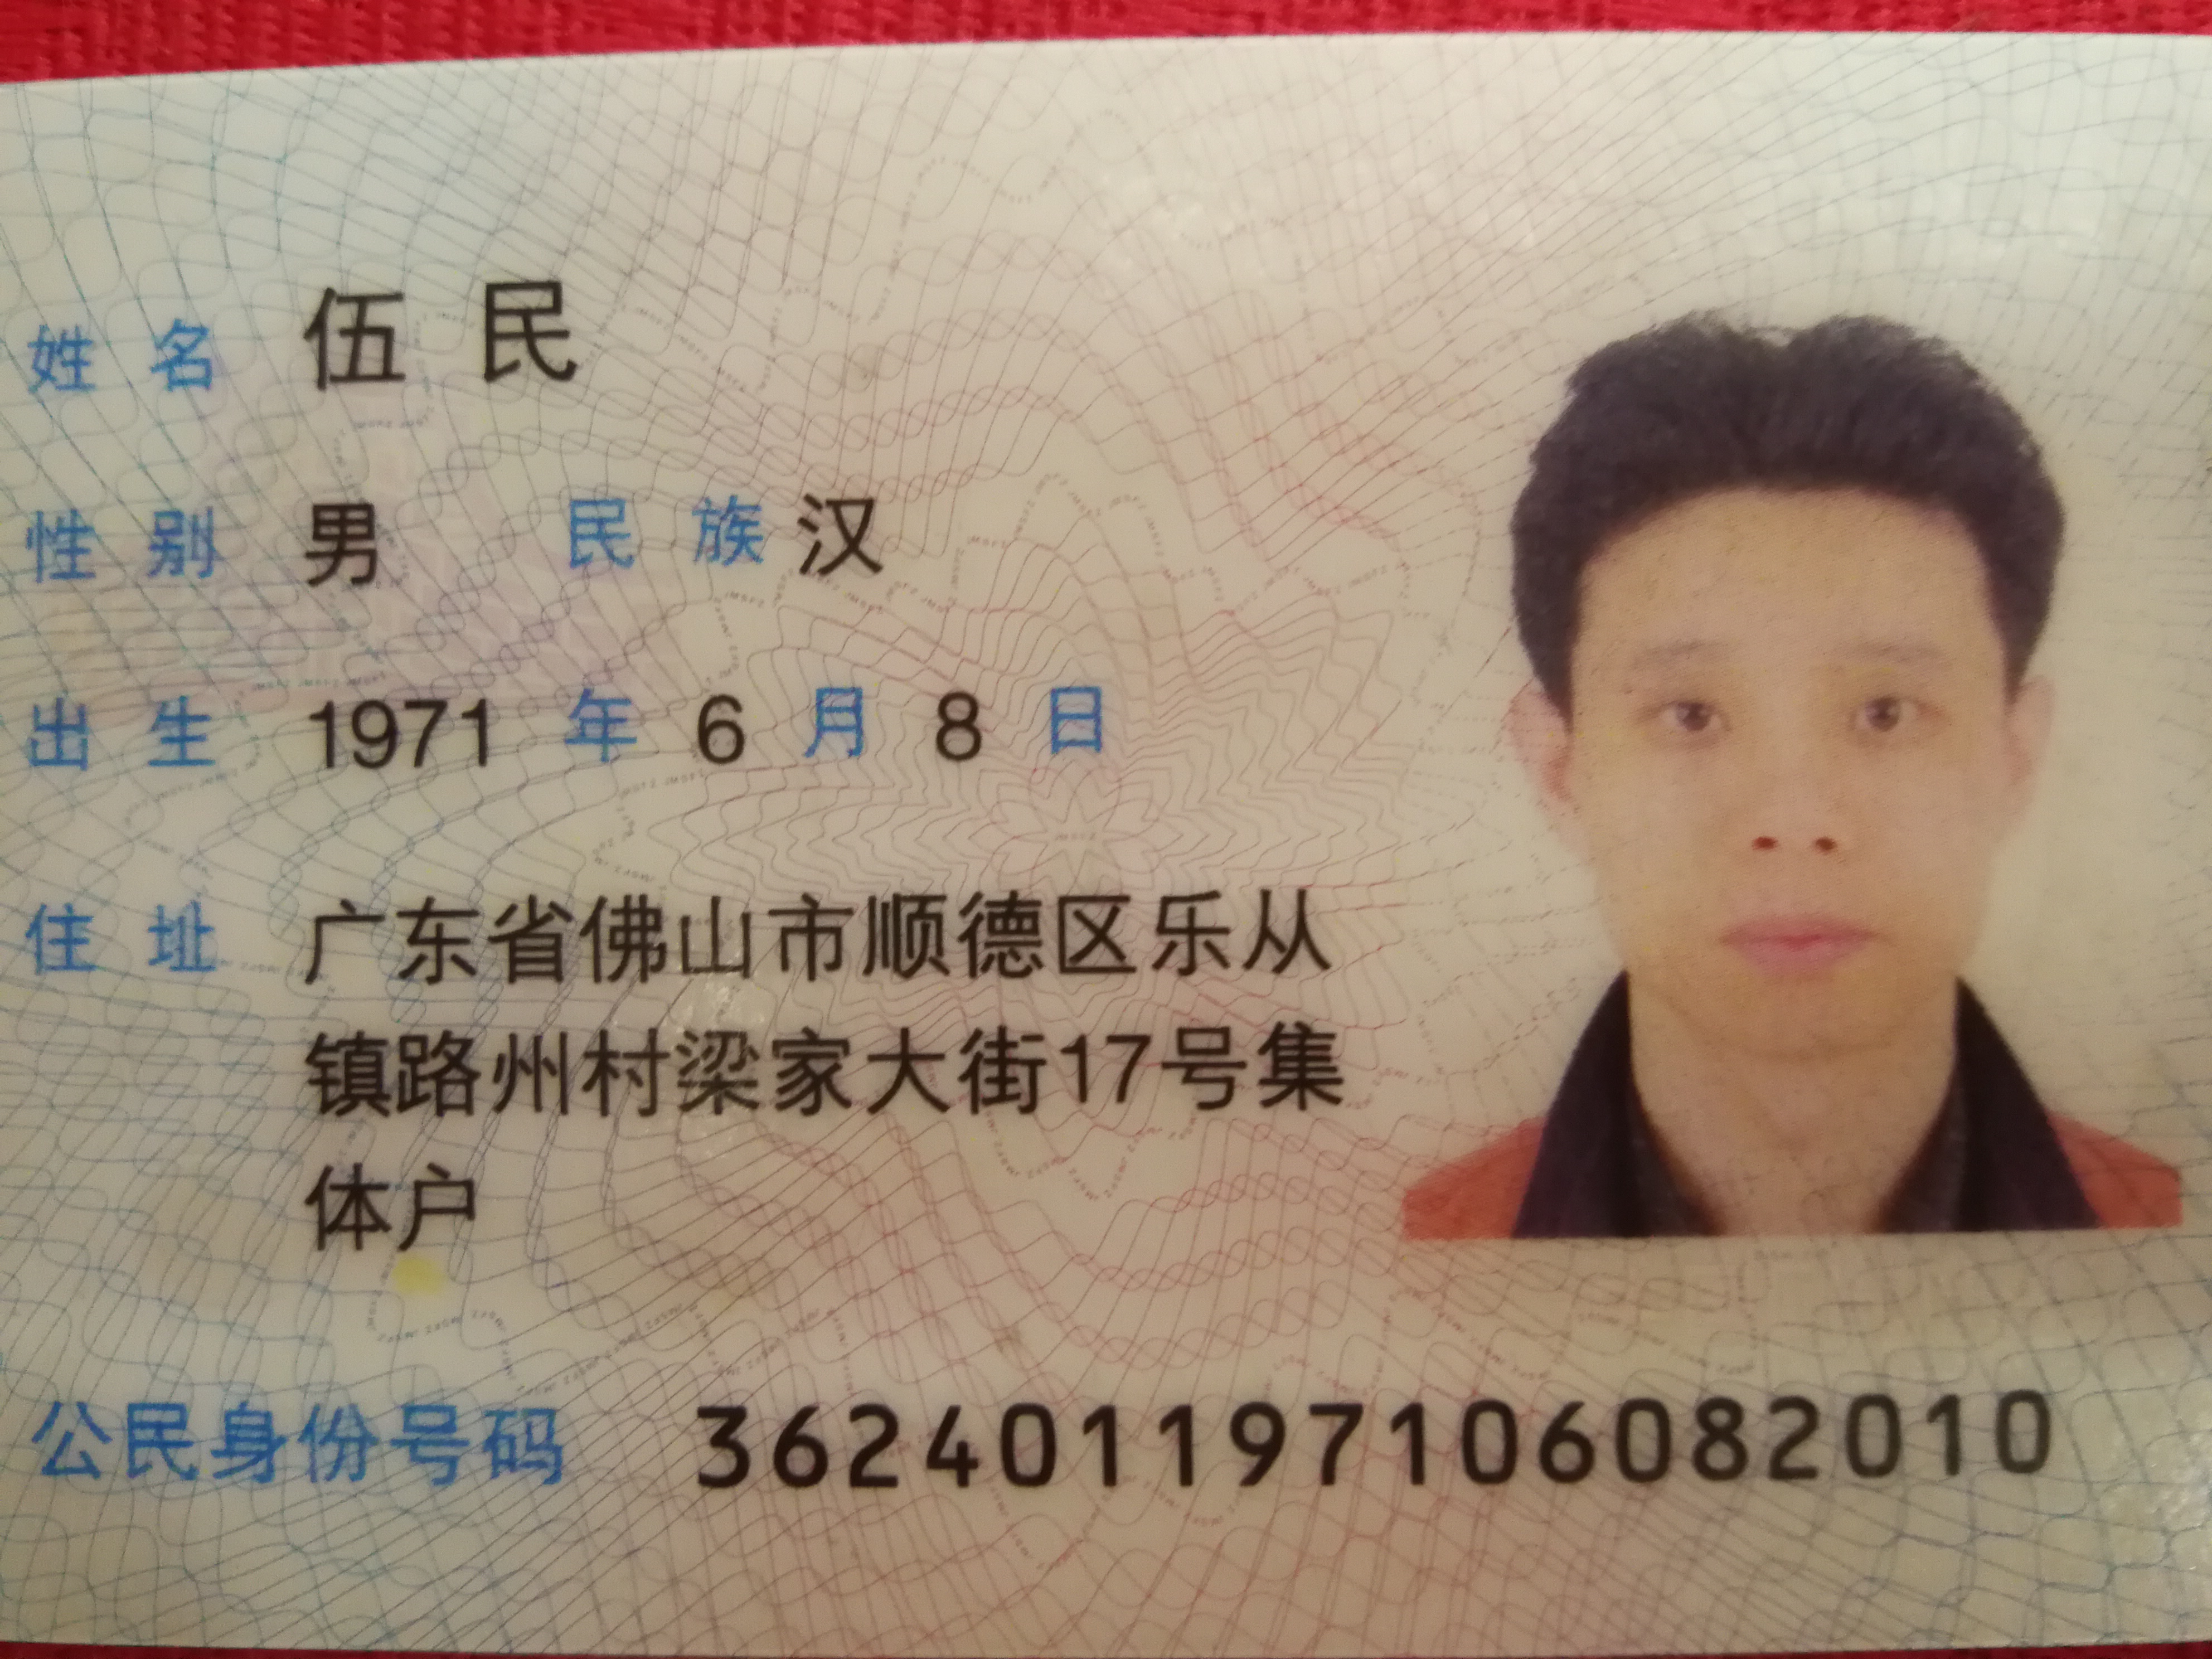 姓名 伍民
性别 男 民族 汉
出生 1971 年 6 月 8 日
住址 广东省佛山市顺德区乐从
镇路州村梁家大街17号集
体户
公民身份号码 362401197106082010